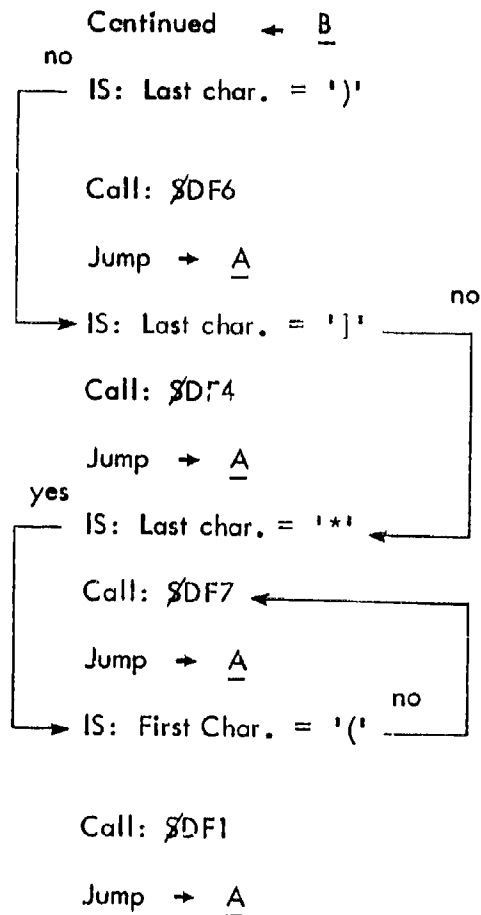 Continued ← B
no
IS: Last char. = ')'
Call: $DF6
Jump → A
no
IS: Last char. = ']'
Call: $DF4
Jump → A
yes
IS: Last char. = '*'
Call: $DF7
Jump → A
no
IS: First Char. = '('
Call: $DF1
Jump → A